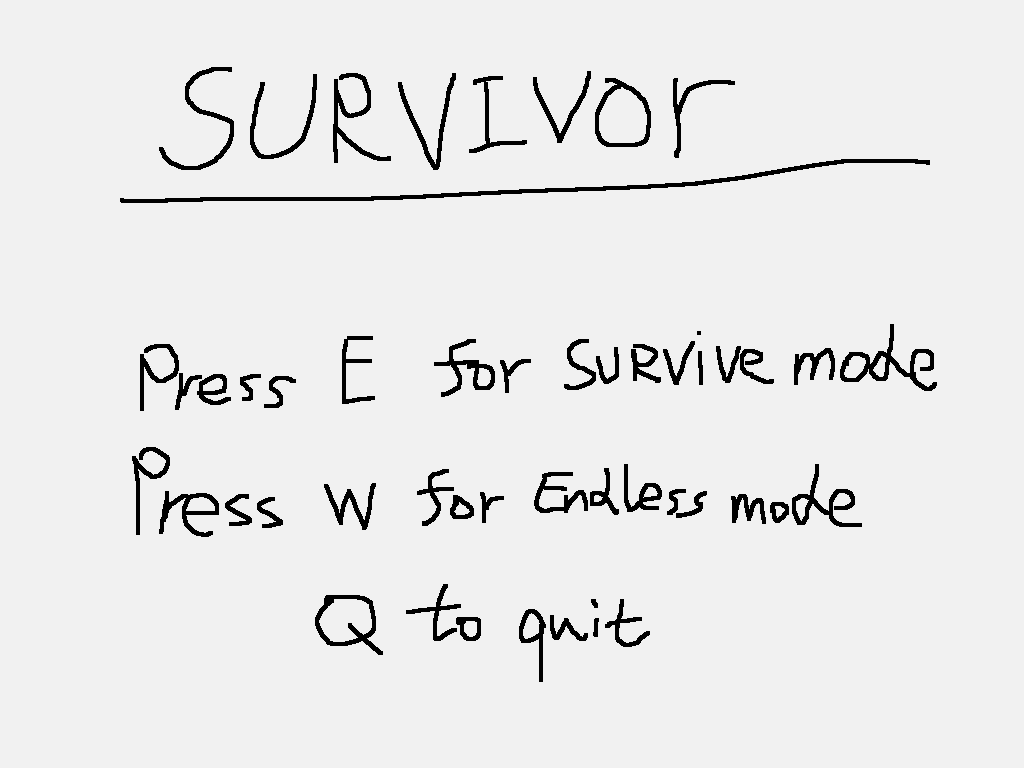 SURVIVOr
Press E for SURVIVE mode
Press W for Endless mode
Q to quit